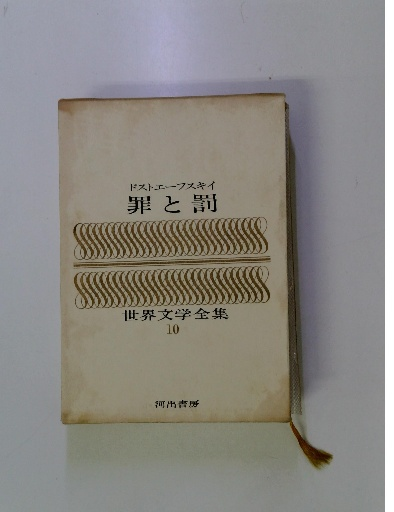 ドストエーフスキイ
罪と罰
世界文学全集
10
河出書房